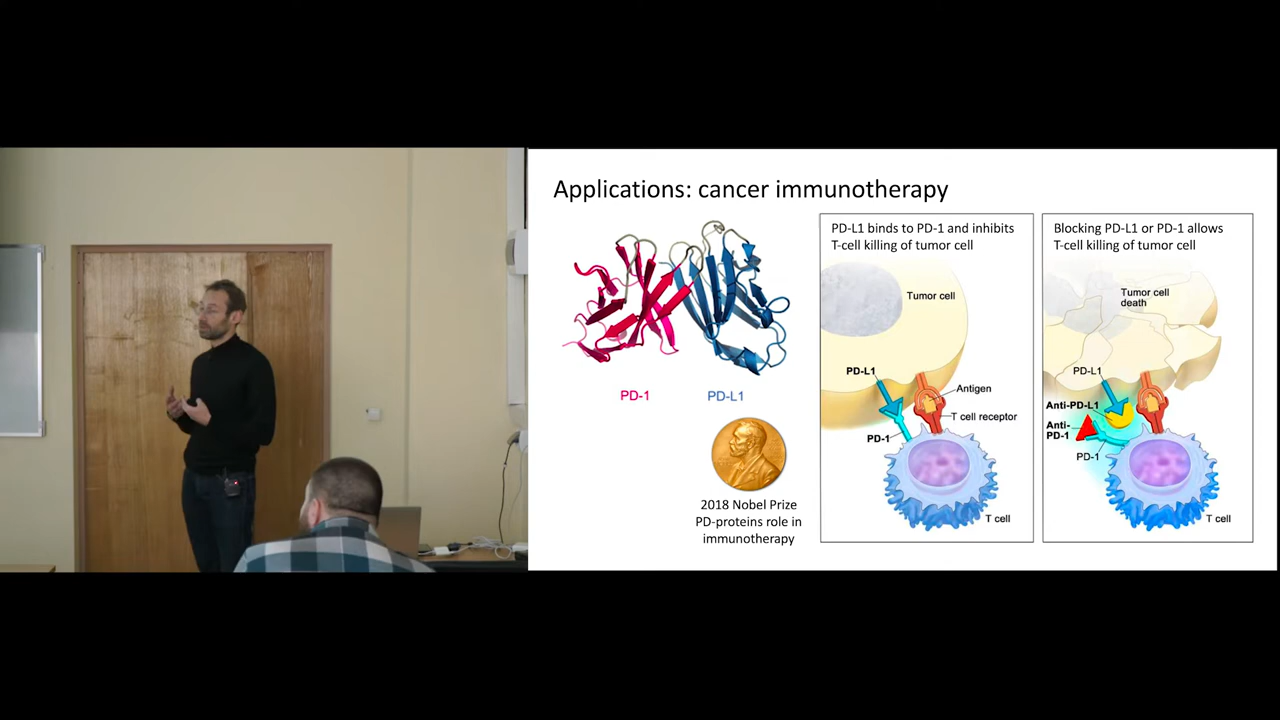 Applications: cancer immunotherapy
PD-1
PD-L1
2018 Nobel Prize
PD-proteins role in
immunotherapy
PD-L1 binds to PD-1 and inhibits
T-cell killing of tumor cell
Tumor cell
PD-L1
Antigen
T cell receptor
PD-1
T cell
Blocking PD-L1 or PD-1 allows
T-cell killing of tumor cell
Tumor cell
death
PD-L1
Anti-PD-L1
Anti-
PD-1
PD-1
T cell